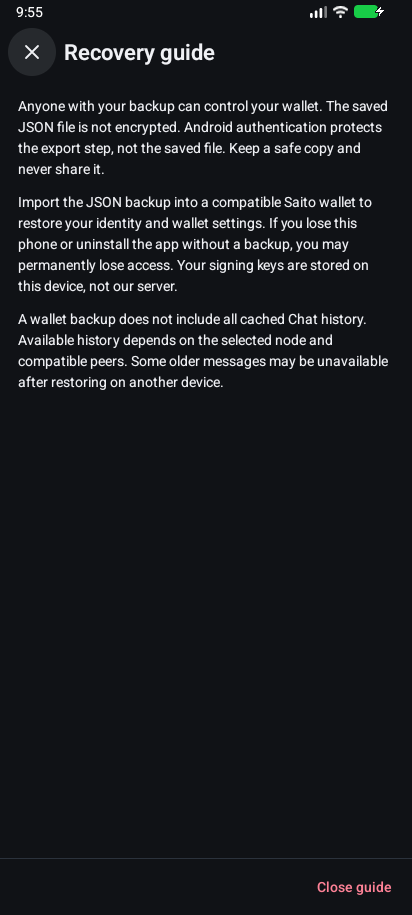 9:55
Recovery guide
Anyone with your backup can control your wallet. The saved
JSON file is not encrypted. Android authentication protects
the export step, not the saved file. Keep a safe copy and
never share it.
Import the JSON backup into a compatible Saito wallet to
restore your identity and wallet settings. If you lose this
phone or uninstall the app without a backup, you may
permanently lose access. Your signing keys are stored on
this device, not our server.
A wallet backup does not include all cached Chat history.
Available history depends on the selected node and
compatible peers. Some older messages may be unavailable
after restoring on another device.
Close guide